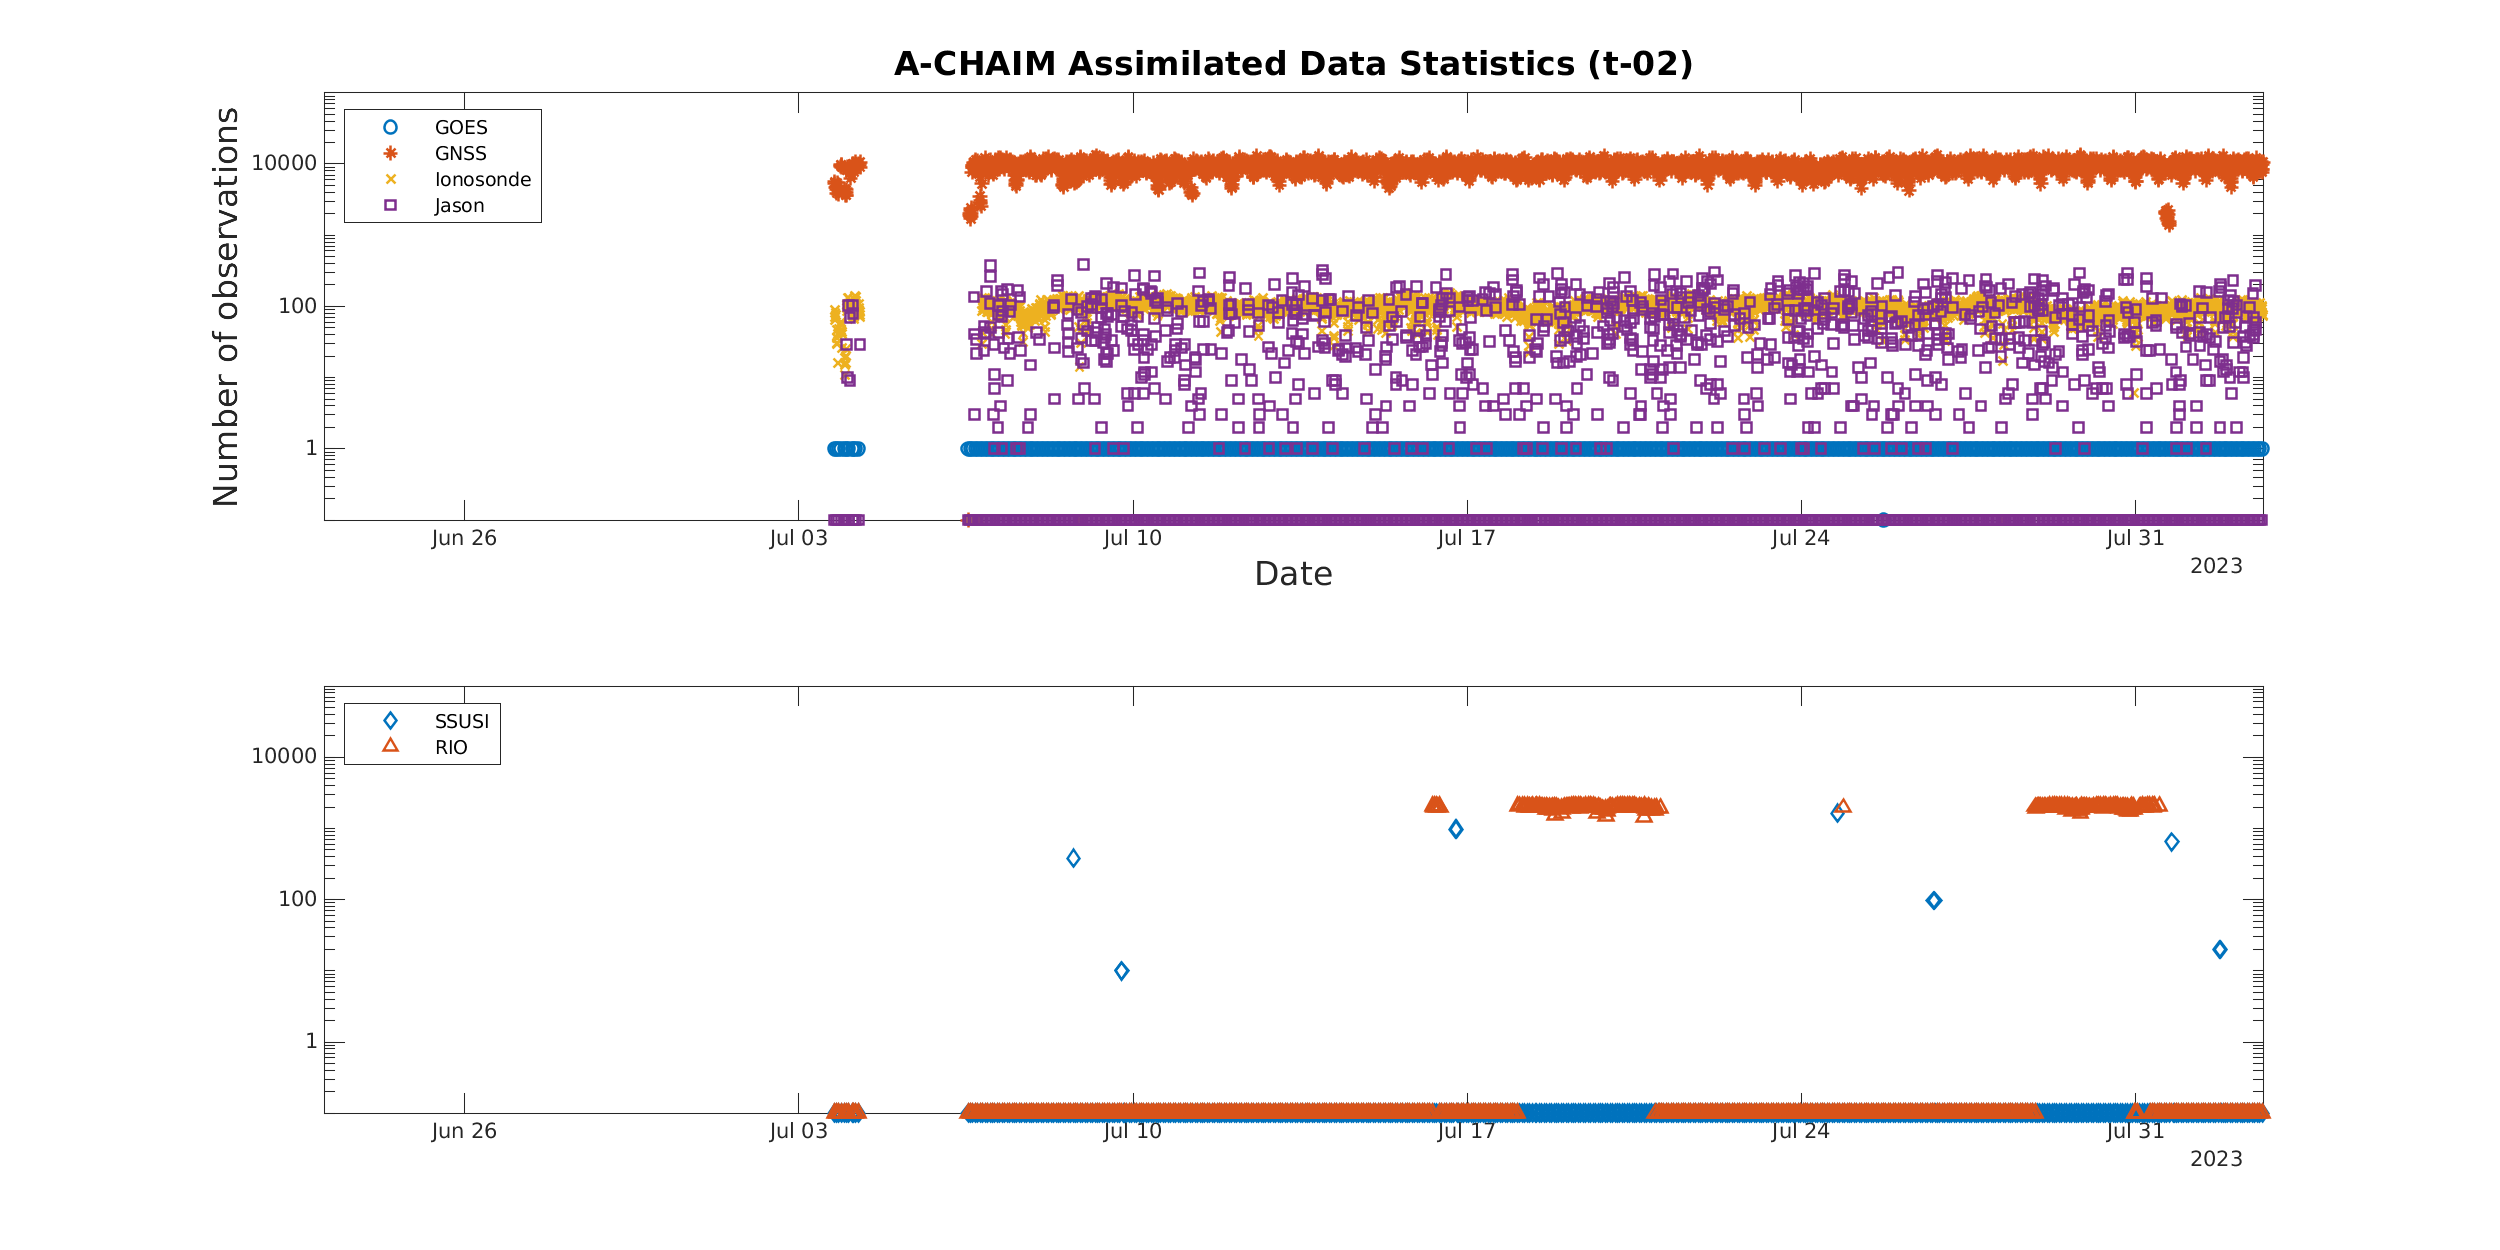 A-CHAIM Assimilated Data Statistics (t-02)
Number of observations
10000
100
1
GOES
GNSS
Ionosonde
Jason
Jun 26
Jul 03
Jul 10
Jul 17
Jul 24
Jul 31
2023
Date
10000
100
1
SSUSI
RIO
Jun 26
Jul 03
Jul 10
Jul 17
Jul 24
Jul 31
2023